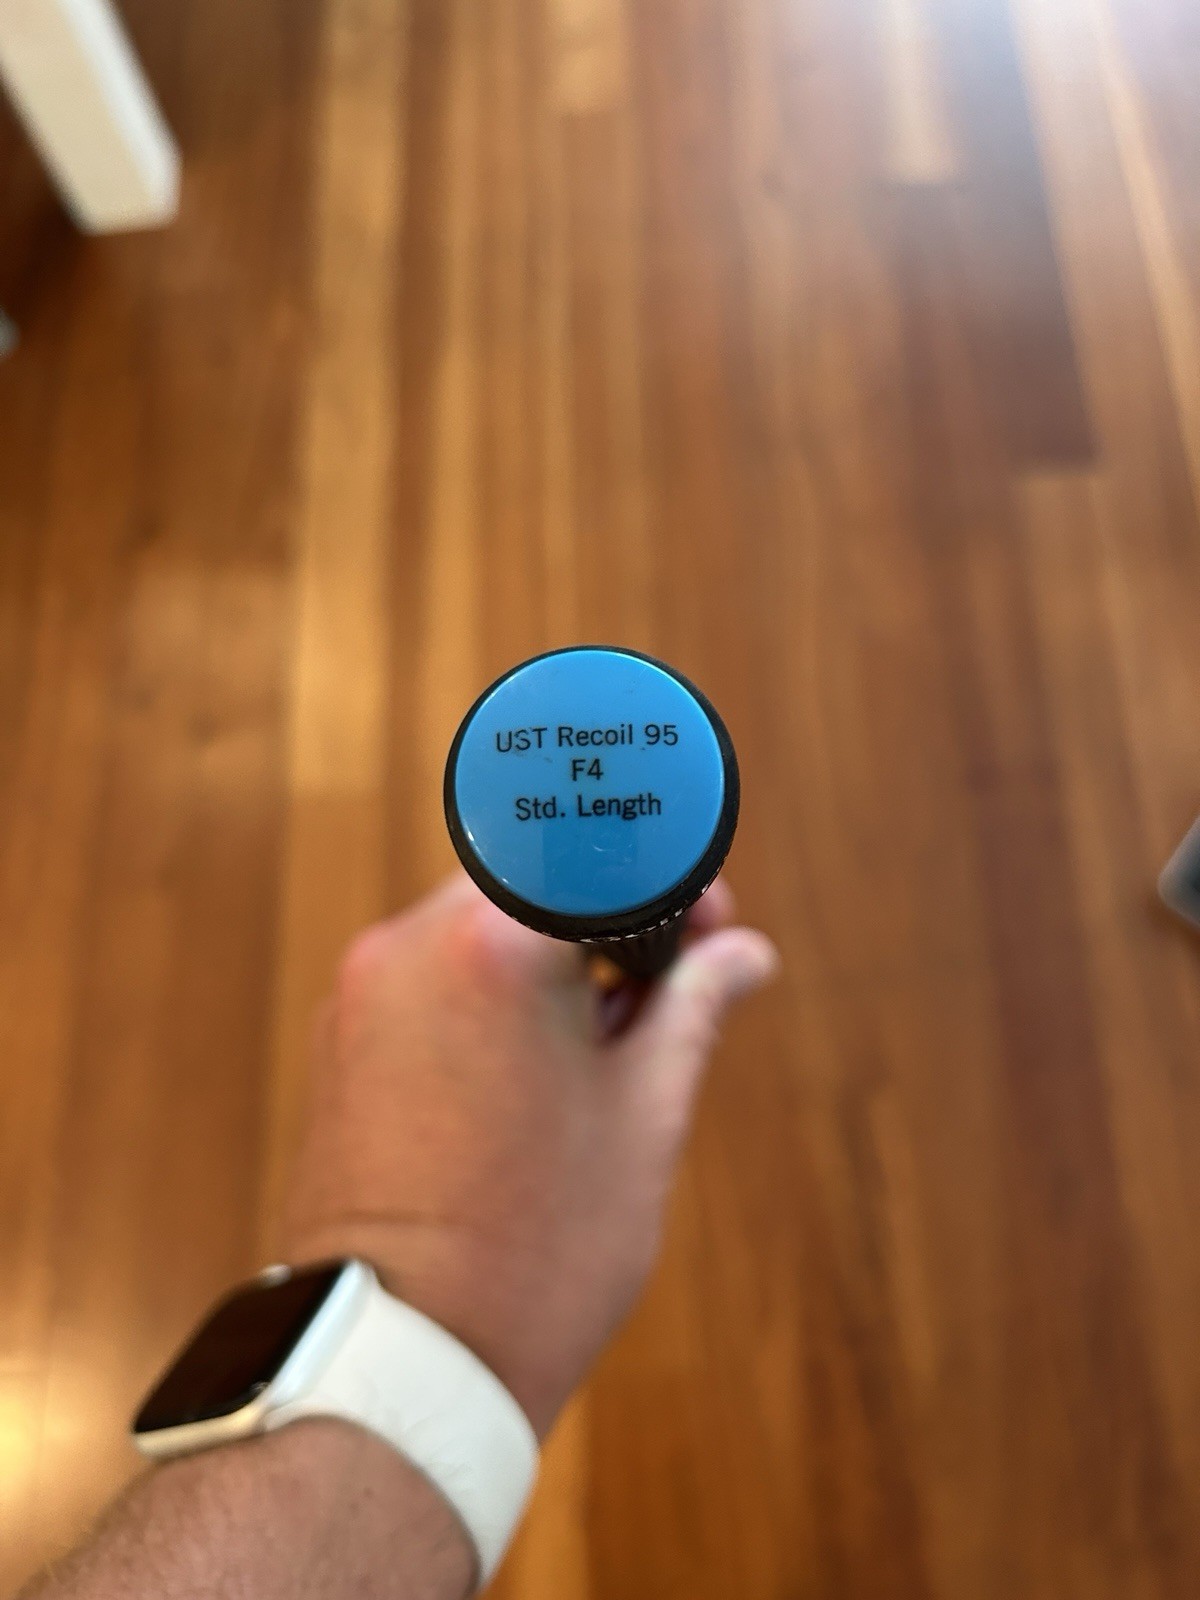 UST Recoil 95
F4
Std. Length